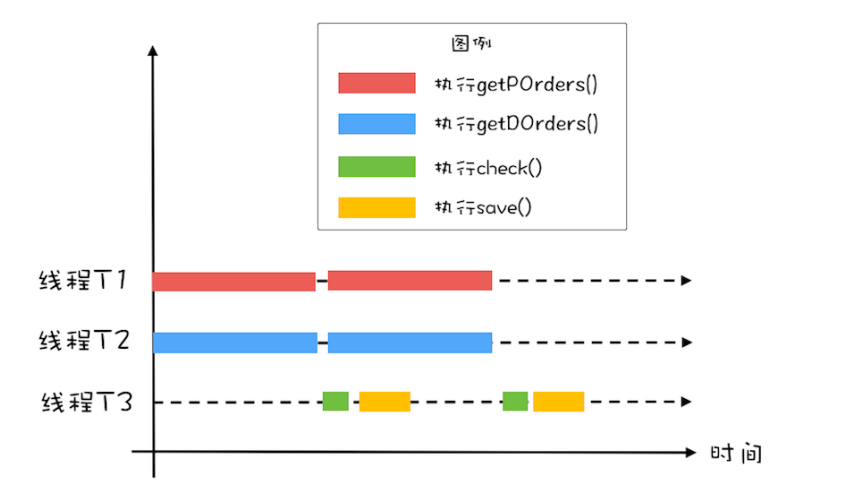 图例
执行getPOrders()
执行getDOrders()
执行check()
执行save()
线程T1
线程T2
线程T3
时间